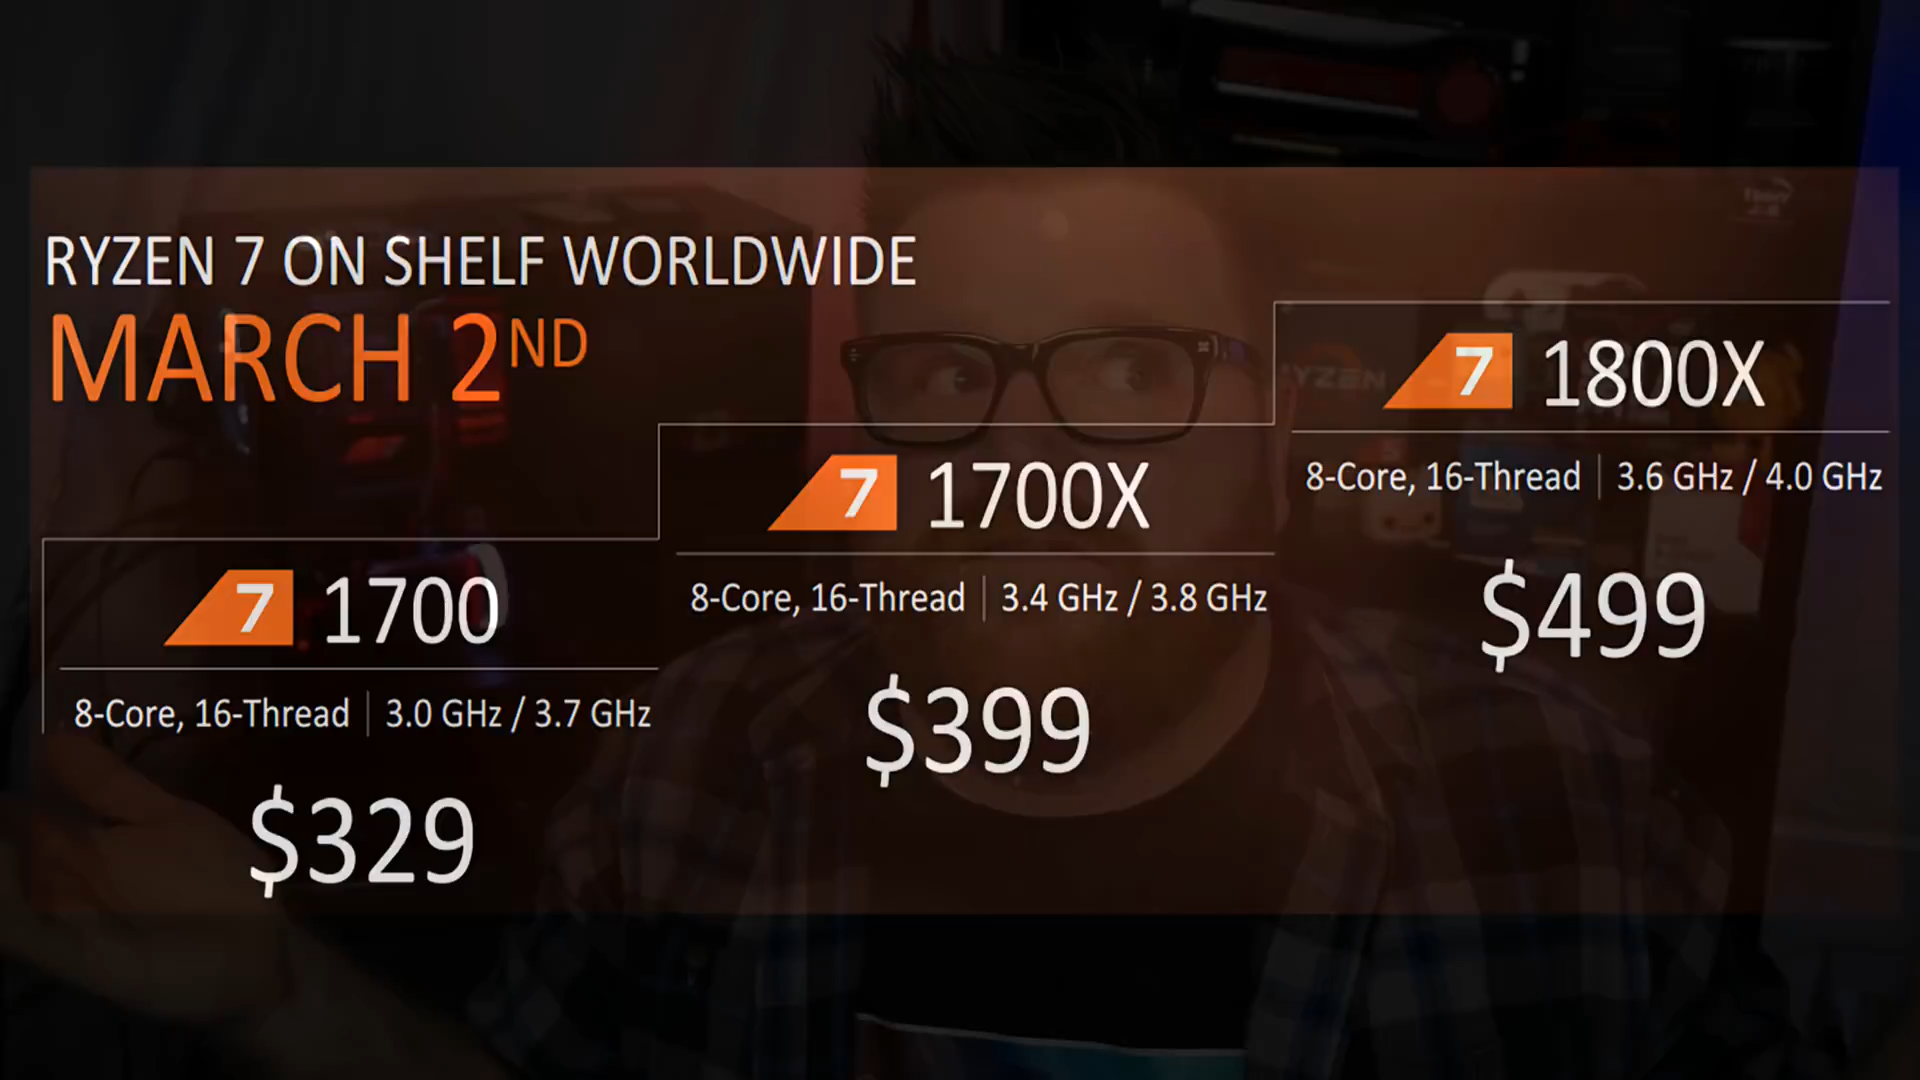 RYZEN 7 ON SHELF WORLDWIDE
MARCH 2ND
7 1700
8-Core, 16-Thread | 3.0 GHz / 3.7 GHz
$329
7 1700X
8-Core, 16-Thread | 3.4 GHz / 3.8 GHz
$399
7 1800X
8-Core, 16-Thread | 3.6 GHz / 4.0 GHz
$499
RYZEN